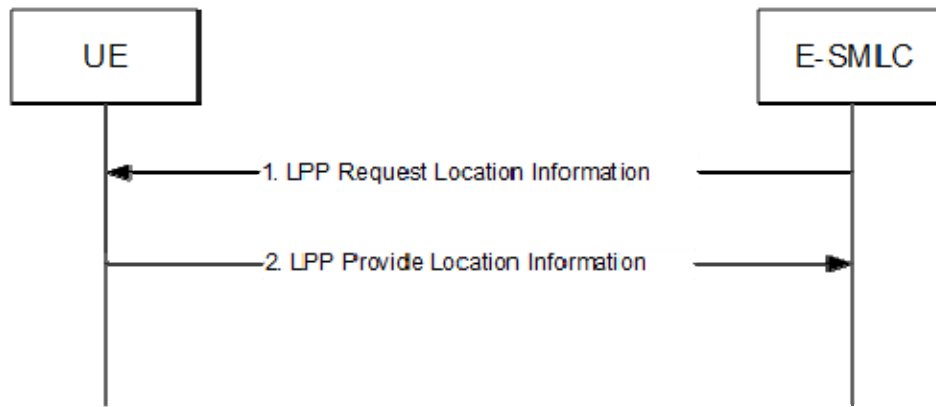 UE
E-SMLC
1. LPP Request Location Information
2. LPP Provide Location Information